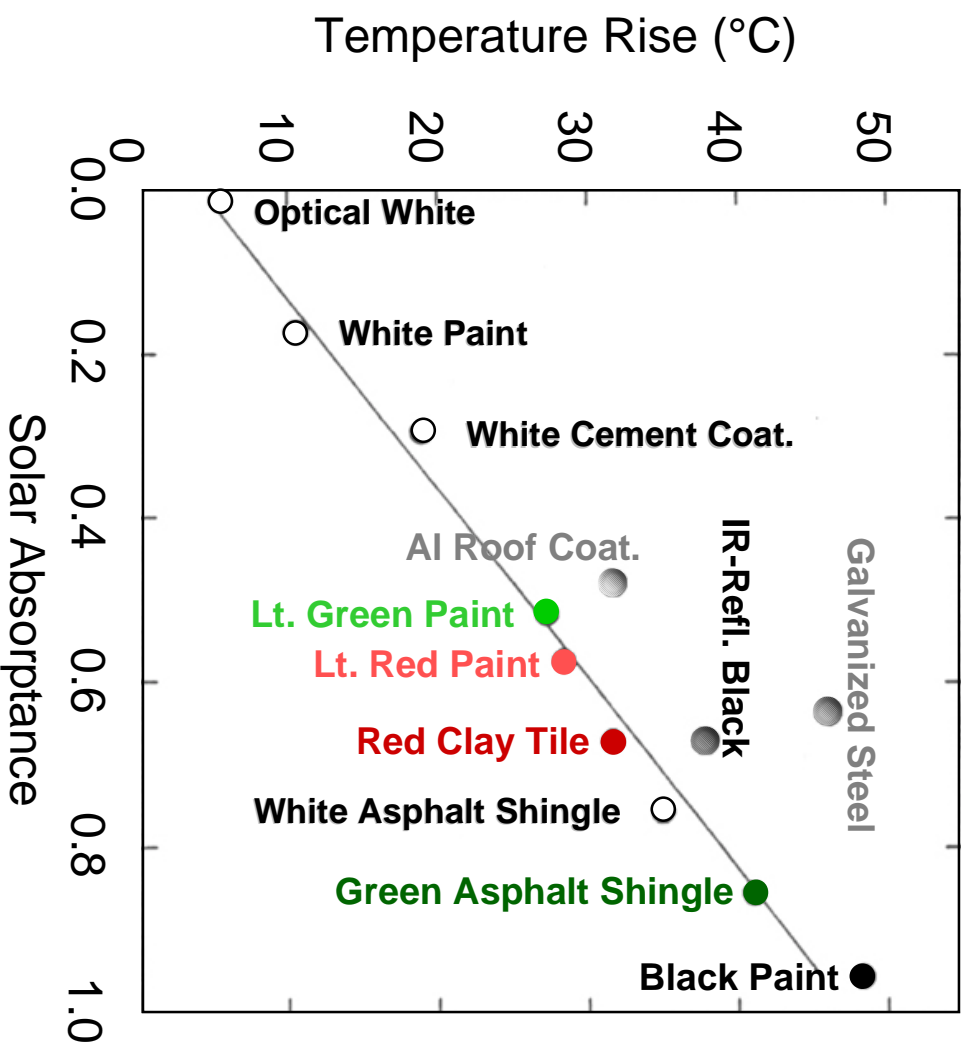 Temperature Rise (°C)
0
10
20
30
40
50
0.0
0.2
0.4
0.6
0.8
1.0
Solar Absorptance
Optical White
White Paint
White Cement Coat.
Al Roof Coat.
IR-Refl. Black
Galvanized Steel
Lt. Green Paint
Lt. Red Paint
Red Clay Tile
White Asphalt Shingle
Green Asphalt Shingle
Black Paint